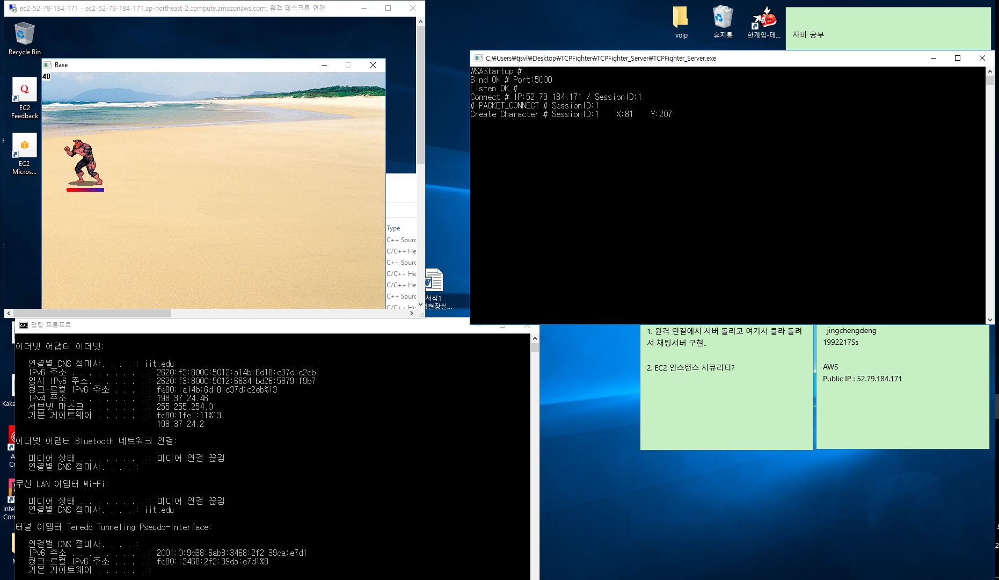 ec2-52-79-184-171 - ec2-52-79-184-171.ap-northeast-2.compute.amazonaws.com: 원격 데스크톱 연결
Recycle Bin
EC2
Feedback
EC2
Micros...
Base
48
Type
C++ Sourc
C/C++ He
C++ Sourc
C/C++ He
C/C++ He
C++ Sourc
C/C++ He
voip
휴지통
한게임-테...
자바 공부
C:₩Users₩tjsvl₩Desktop₩TCPFighter₩TCPFighter_Server₩TCPFighter_Server.exe
WSAStartup #
Bind OK # Port:5000
Listen OK #
Connect # IP:52.79.184.171 / SessionID:1
# PACKET_CONNECT # SessionID:1
Create Character # SessionID:1 X:81 Y:207
서식1
현장실...
명령 프롬프트
이더넷 어댑터 이더넷:
연결별 DNS 접미사. . . . : iit.edu
IPv6 주소 . . . . . . . . . : 2620:f3:8000:5012:a14b:6d18:c37d:c2eb
임시 IPv6 주소. . . . . . . . : 2620:f3:8000:5012:6834:bd26:5879:f9b7
링크-로컬 IPv6 주소 . . . . : fe80::a14b:6d18:c37d:c2eb%13
IPv4 주소 . . . . . . . . . : 198.37.24.46
서브넷 마스크 . . . . . . . : 255.255.254.0
기본 게이트웨이 . . . . . . : fe80:1fe::11%13
198.37.24.2
이더넷 어댑터 Bluetooth 네트워크 연결:
미디어 상태 . . . . . . . . : 미디어 연결 끊김
연결별 DNS 접미사. . . . :
무선 LAN 어댑터 Wi-Fi:
미디어 상태 . . . . . . . . : 미디어 연결 끊김
연결별 DNS 접미사. . . . : iit.edu
터널 어댑터 Teredo Tunneling Pseudo-Interface:
연결별 DNS 접미사. . . . :
IPv6 주소 . . . . . . . . . : 2001:0:9d38:6ab8:3468:2f2:39da:e7d1
링크-로컬 IPv6 주소 . . . . : fe80::3468:2f2:39da:e7d1%8
기본 게이트웨이 . . . . . . :
1. 원격 연결에서 서버 돌리고 여기서 클라 돌려
서 채팅서버 구현..
2. EC2 인스턴스 시큐리티?
jingchengdeng
1992217Ss
AWS
Public IP : 52.79.184.171
Kaka
Intel
Com